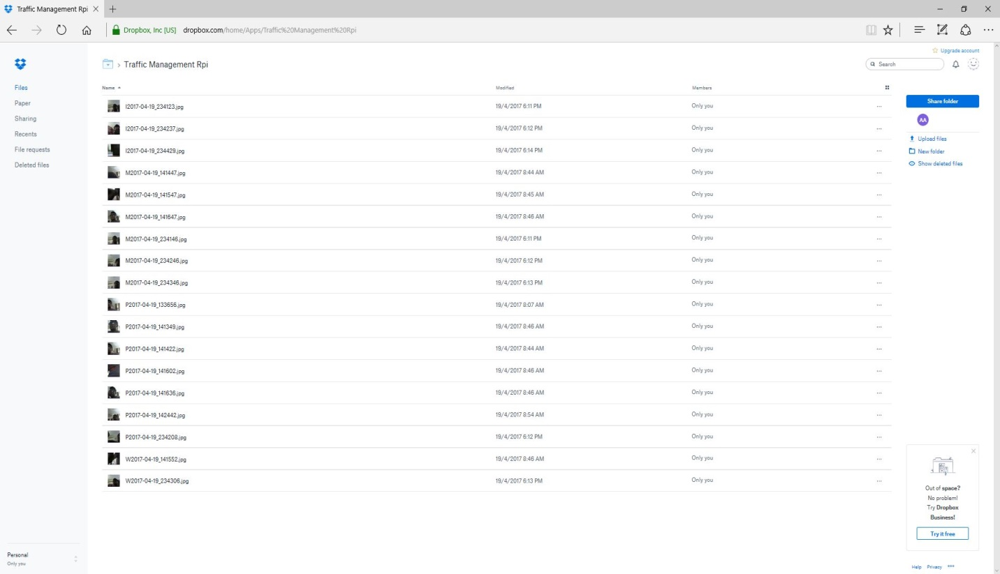 Traffic Management Rpi
Dropbox, Inc [US] dropbox.com/home/Apps/Traffic%20Management%20Rpi
Upgrade account
Traffic Management Rpi
Search
Files
Paper
Sharing
Recents
File requests
Deleted files
Name Modified Members
I2017-04-19_234123.jpg 19/4/2017 6:11 PM Only you
I2017-04-19_234237.jpg 19/4/2017 6:12 PM Only you
I2017-04-19_234429.jpg 19/4/2017 6:14 PM Only you
M2017-04-19_141447.jpg 19/4/2017 8:44 AM Only you
M2017-04-19_141547.jpg 19/4/2017 8:45 AM Only you
M2017-04-19_141647.jpg 19/4/2017 8:46 AM Only you
M2017-04-19_234146.jpg 19/4/2017 6:11 PM Only you
M2017-04-19_234246.jpg 19/4/2017 6:12 PM Only you
M2017-04-19_234346.jpg 19/4/2017 6:13 PM Only you
P2017-04-19_133656.jpg 19/4/2017 8:07 AM Only you
P2017-04-19_141349.jpg 19/4/2017 8:46 AM Only you
P2017-04-19_141422.jpg 19/4/2017 8:44 AM Only you
P2017-04-19_141602.jpg 19/4/2017 8:46 AM Only you
P2017-04-19_141636.jpg 19/4/2017 8:46 AM Only you
P2017-04-19_142442.jpg 19/4/2017 8:54 AM Only you
P2017-04-19_234208.jpg 19/4/2017 6:12 PM Only you
W2017-04-19_141552.jpg 19/4/2017 8:46 AM Only you
W2017-04-19_234306.jpg 19/4/2017 6:13 PM Only you
Share folder
AA
Upload files
New folder
Show deleted files
Out of space?
No problem!
Try Dropbox
Business!
Try it free
Personal
Only you
Help Privacy